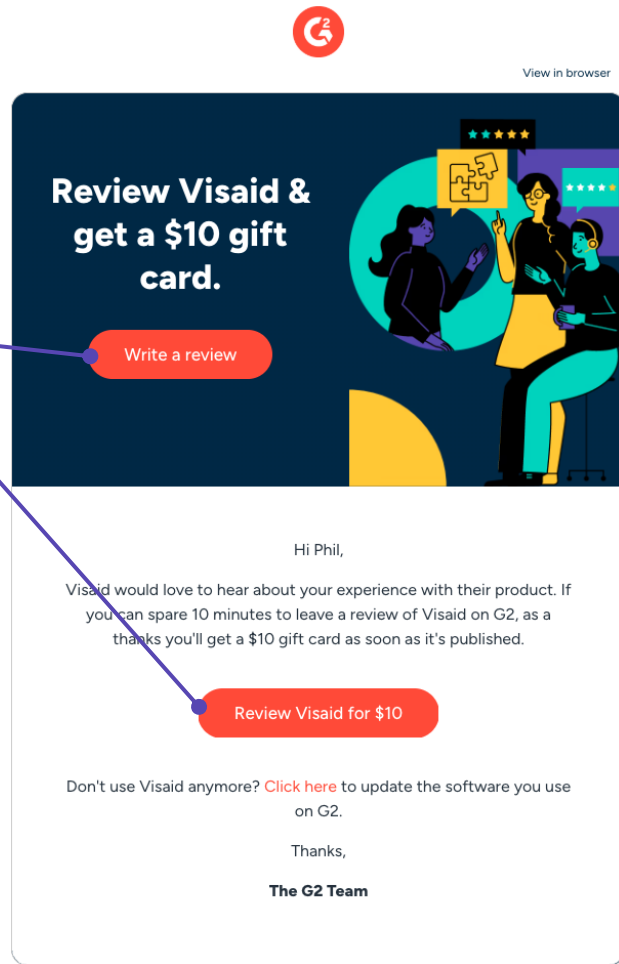 G2
View in browser
Review Visaid &
get a $10 gift
card.
Write a review
Hi Phil,
Visaid would love to hear about your experience with their product. If
you can spare 10 minutes to leave a review of Visaid on G2, as a
thanks you'll get a $10 gift card as soon as it's published.
Review Visaid for $10
Don't use Visaid anymore? Click here to update the software you use
on G2.
Thanks,
The G2 Team